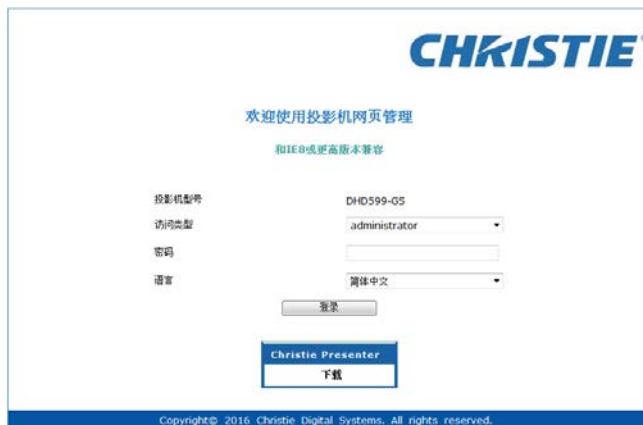 CHRISTIE
欢迎使用投影机网页管理
和IE8或更高版本兼容
投影机型号 DHD599-GS
访问类型 administrator
密码
语言 简体中文
登录
Christie Presenter
下载
Copyright© 2016 Christie Digital Systems. All rights reserved.